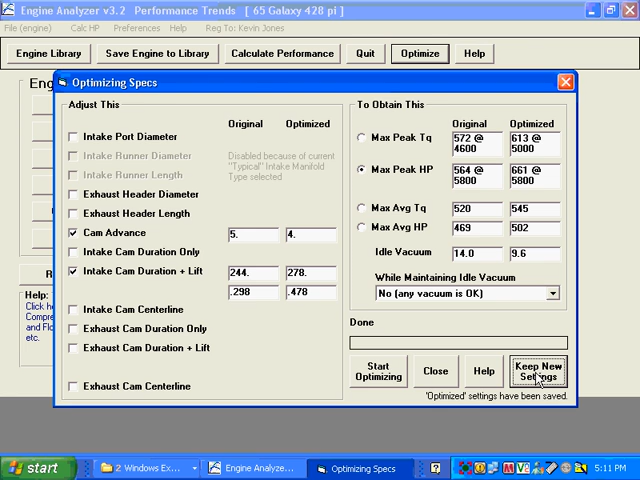 Engine Analyzer v3.2 Performance Trends [ 65 Galaxy 428 pi ]
File (engine) Calc HP Preferences Help Reg To: Kevin Jones
Engine Library Save Engine to Library Calculate Performance Quit Optimize Help
Eng
Optimizing Specs
Adjust This
Original Optimized
Intake Port Diameter
Intake Runner Diameter
Intake Runner Length
Disabled because of current
"Typical" Intake Manifold
Type selected
Exhaust Header Diameter
Exhaust Header Length
Cam Advance 5. 4.
Intake Cam Duration Only
Intake Cam Duration + Lift 244. 278.
.298 .478
Intake Cam Centerline
Exhaust Cam Duration Only
Exhaust Cam Duration + Lift
Exhaust Cam Centerline
To Obtain This
Original Optimized
Max Peak Tq 572 @ 613 @
4600 5000
Max Peak HP 564 @ 661 @
5800 5800
Max Avg Tq 520 545
Max Avg HP 469 502
Idle Vacuum 14.0 9.6
While Maintaining Idle Vacuum
No (any vacuum is OK)
Done
Start
Optimizing
Close
Help
Keep New
Settings
'Optimized' settings have been saved.
R
Help:
Click he
Compre
and Flo
etc.
start 2 Windows Ex... Engine Analyze... Optimizing Specs 5:11 PM